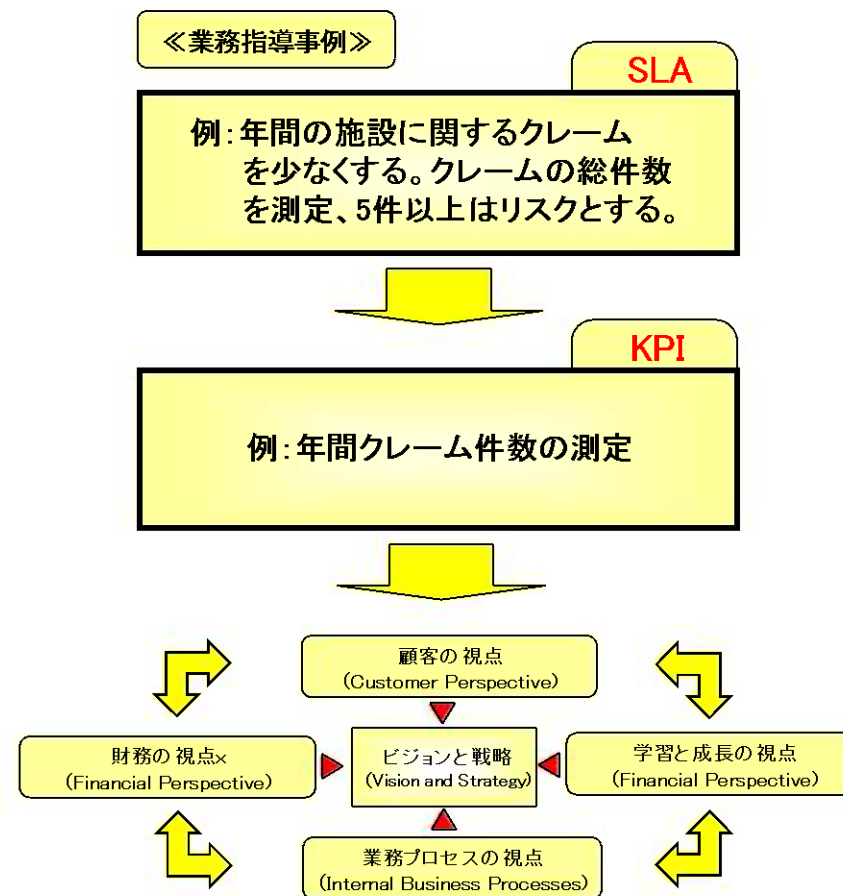 ≪業務指導事例≫
SLA
例：年間の施設に関するクレーム
を少なくする。クレームの総件数
を測定、5件以上はリスクとする。
KPI
例：年間クレーム件数の測定
顧客の視点
(Customer Perspective)
財務の視点×
(Financial Perspective)
ビジョンと戦略
(Vision and Strategy)
学習と成長の視点
(Financial Perspective)
業務プロセスの視点
(Internal Business Processes)